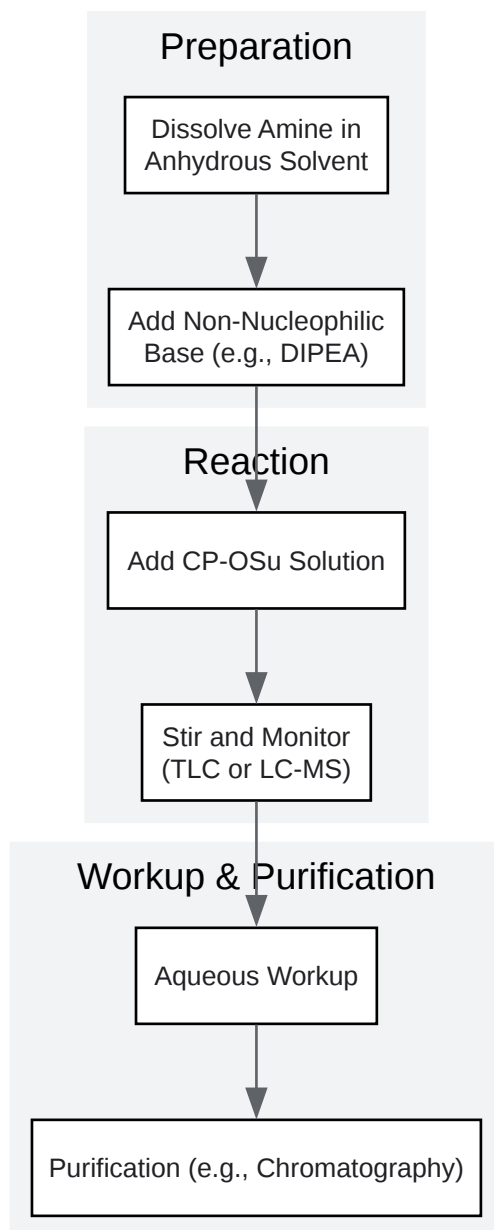 Preparation
Dissolve Amine in
Anhydrous Solvent
Add Non-Nucleophilic
Base (e.g., DIPEA)
Reaction
Add CP-OSu Solution
Stir and Monitor
(TLC or LC-MS)
Workup & Purification
Aqueous Workup
Purification (e.g., Chromatography)